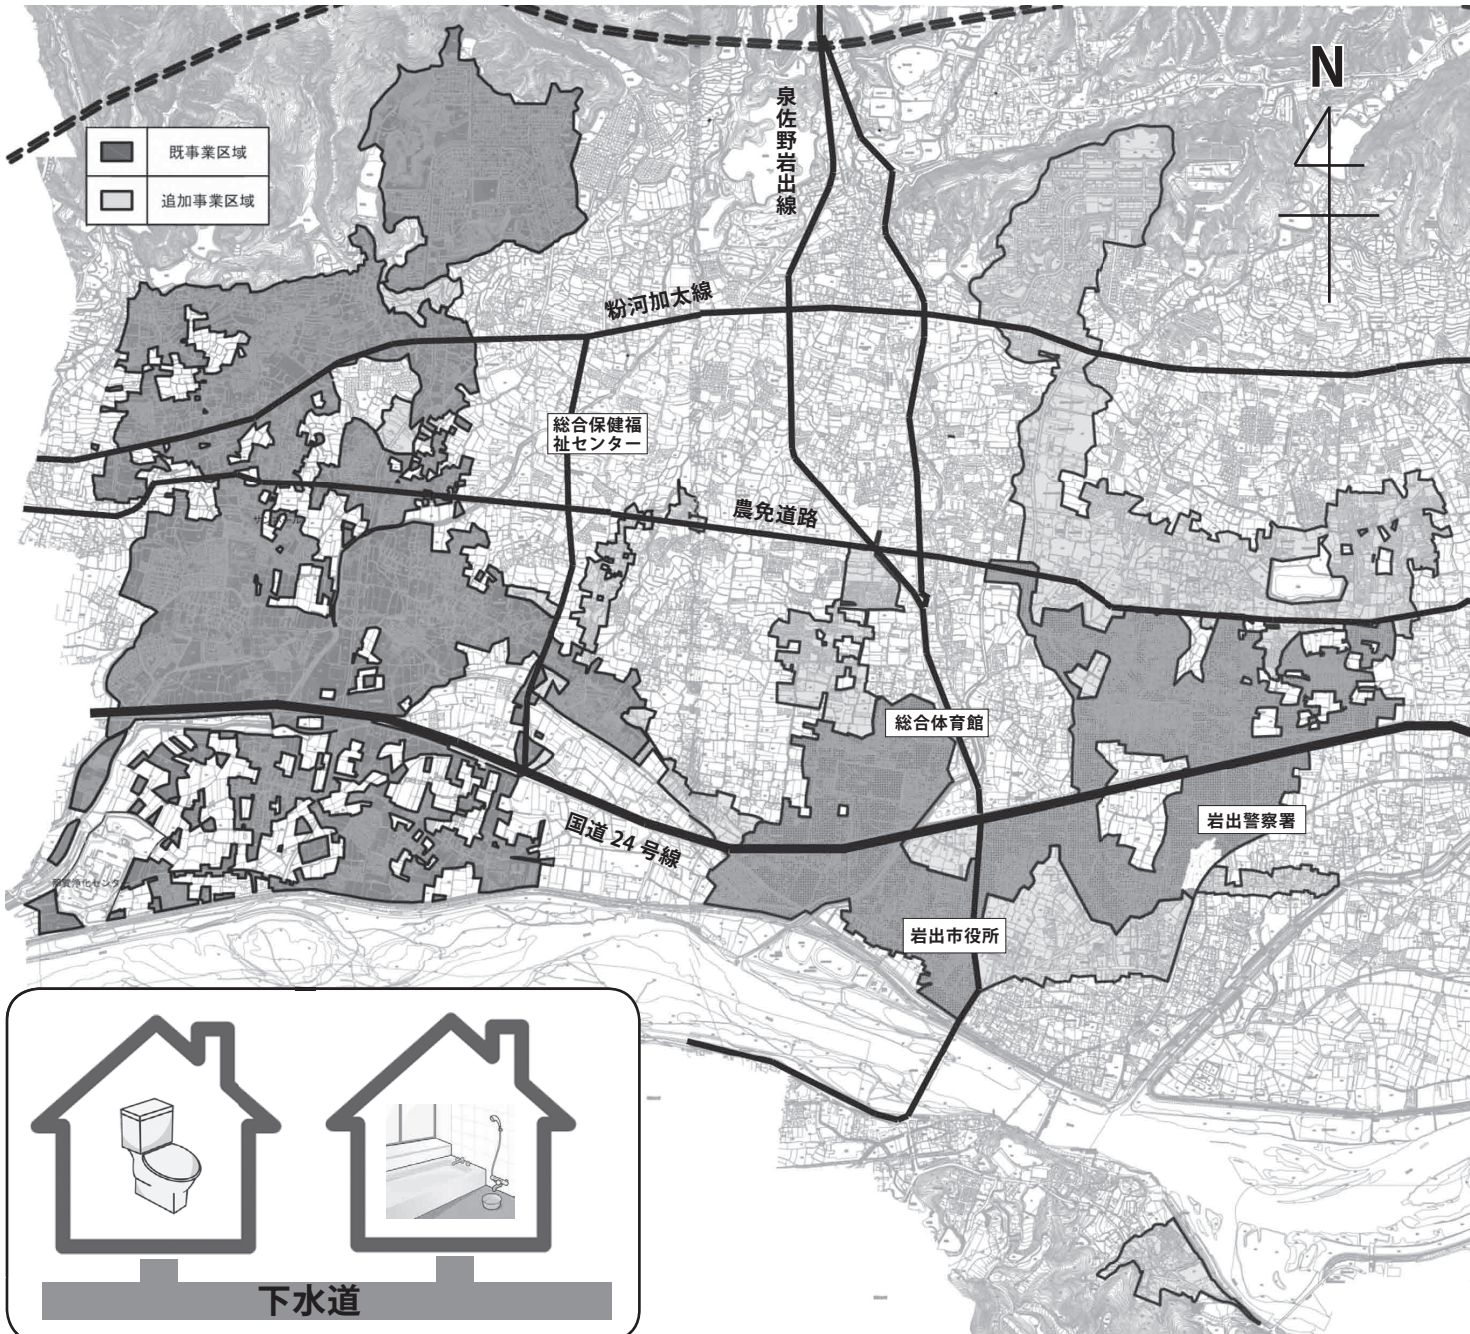 N
既事業区域
追加事業区域
泉佐野岩出線
粉河加太線
総合保健福
祉センター
農免道路
総合体育館
国道24号線
岩出警察署
岩出市役所
下水道